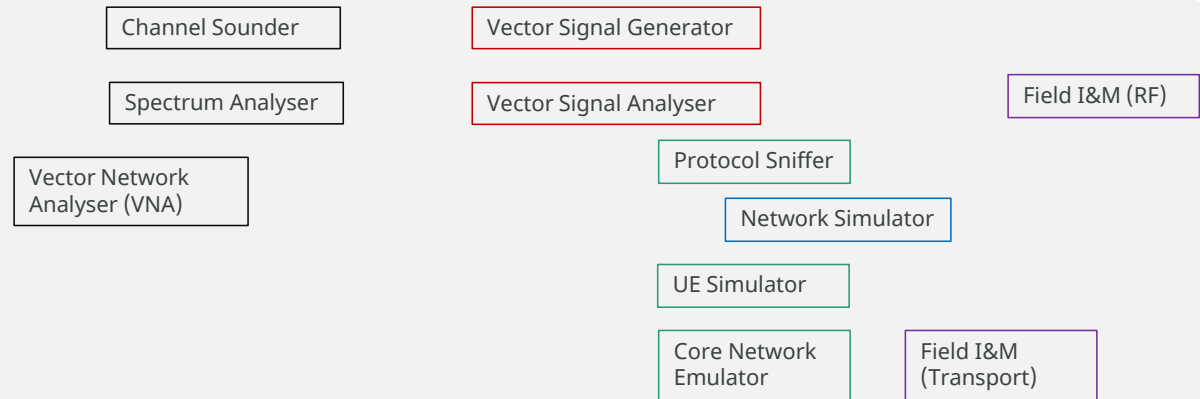 Channel Sounder
Vector Signal Generator
Spectrum Analyser
Vector Signal Analyser
Field I&M (RF)
Protocol Sniffer
Vector Network
Analyser (VNA)
Network Simulator
UE Simulator
Core Network
Emulator
Field I&M
(Transport)